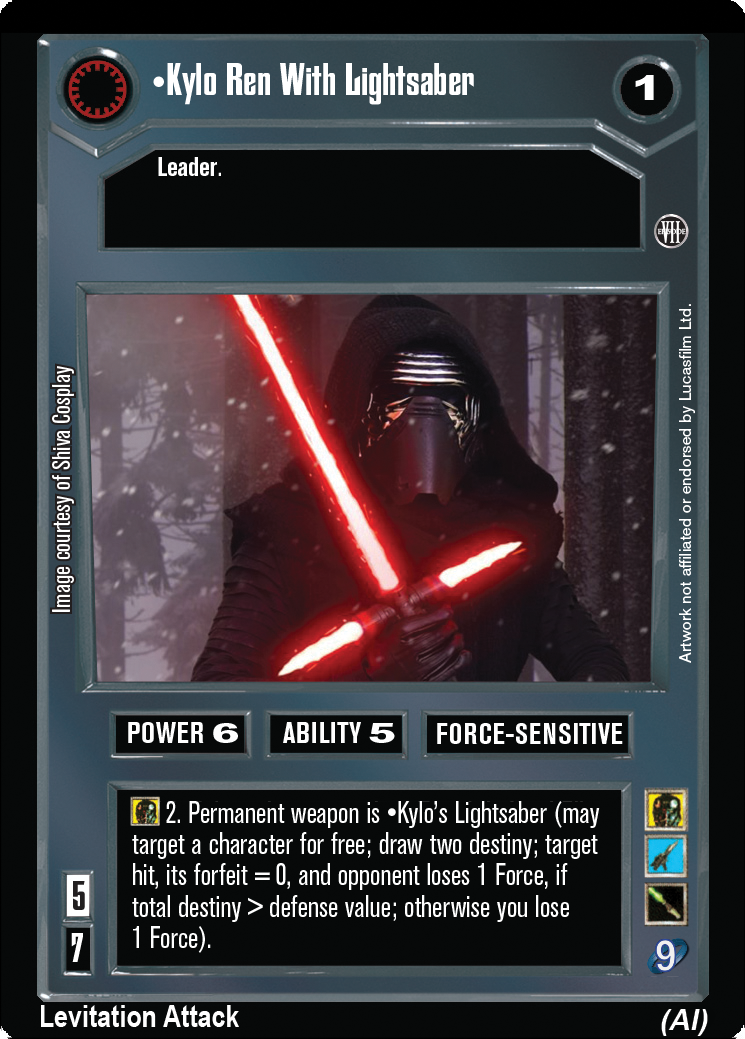 •Kylo Ren With Lightsaber
1
Leader.
EPISODE
VII
Image courtesy of Shiva Cosplay
Artwork not affiliated or endorsed by Lucasfilm Ltd.
POWER 6
ABILITY 5
FORCE-SENSITIVE
2. Permanent weapon is •Kylo’s Lightsaber (may
target a character for free; draw two destiny; target
hit, its forfeit = 0, and opponent loses 1 Force, if
total destiny > defense value; otherwise you lose
1 Force).
5
7
9
Levitation Attack
(AI)